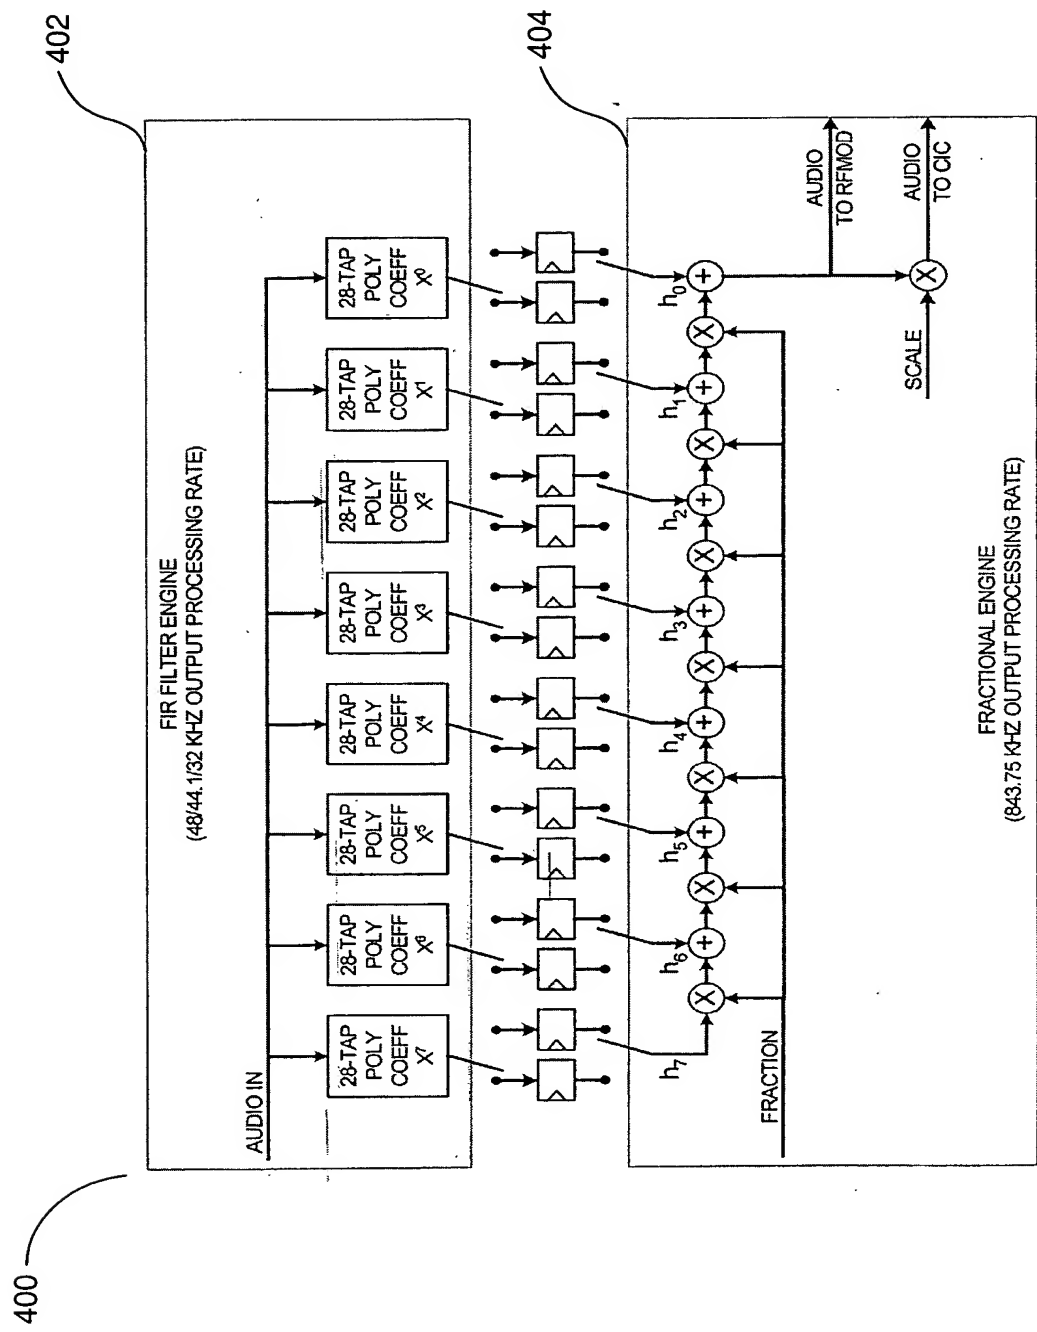 400
402
FIR FILTER ENGINE
(48/44.1/32 KHZ OUTPUT PROCESSING RATE)
AUDIO IN
28-TAP
POLY
COEFF
X⁷
28-TAP
POLY
COEFF
X⁶
28-TAP
POLY
COEFF
X⁵
28-TAP
POLY
COEFF
X⁴
28-TAP
POLY
COEFF
X³
28-TAP
POLY
COEFF
X²
28-TAP
POLY
COEFF
X¹
28-TAP
POLY
COEFF
X⁰
404
h₇
h₆
h₅
h₄
h₃
h₂
h₁
h₀
FRACTION
AUDIO
TO RFMOD
SCALE
AUDIO
TO CIC
FRACTIONAL ENGINE
(843.75 KHZ OUTPUT PROCESSING RATE)